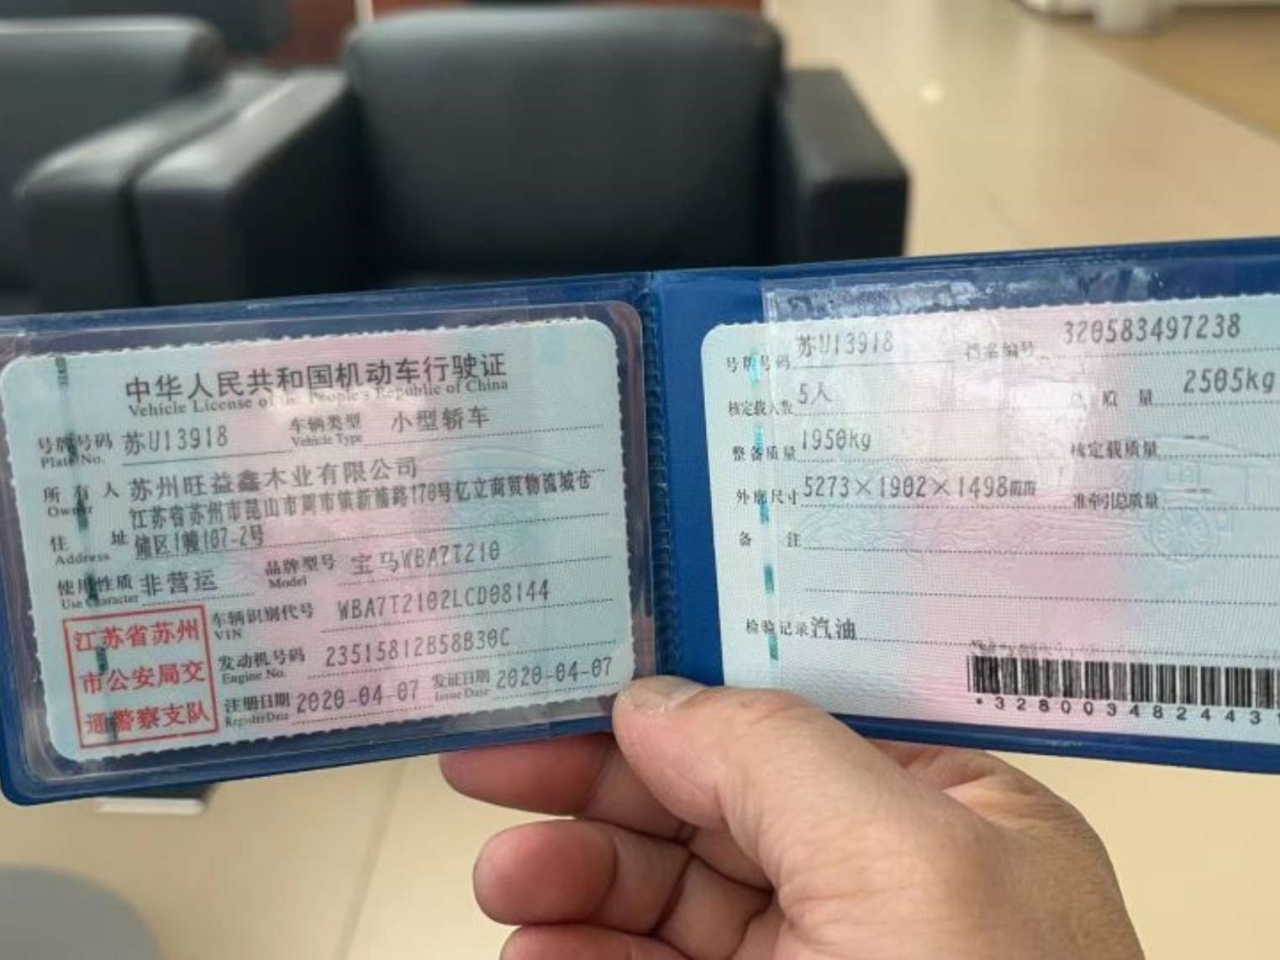 中华人民共和国机动车行驶证
Vehicle License of the People's Republic of China
号牌号码 苏U13918 车辆类型 小型轿车
Plate No. Vehicle Type
所有人 苏州旺益鑫木业有限公司
Owner
江苏省苏州市昆山市周市镇新镇路170号亿立商贸物流城仓
住址 储区1幢107-2号
Address
使用性质 非营运 品牌型号 宝马WBA7T210
Use Character Model
车辆识别代号 WBA7T2102LCD08144
VIN
发动机号码 23515812B58B30C
Engine No.
注册日期 2020-04-07 发证日期 2020-04-07
Register Date Issue Date
江苏省苏州
市公安局交
通警察支队
号牌号码 苏U13918 档案编号 320583497238
核定载人数 5人 质量 2505kg
整备质量 1950kg 核定载质量 --
外廓尺寸 5273×1902×1498mm 准牵引总质量 --
备注
检验记录 汽油
*328003482443